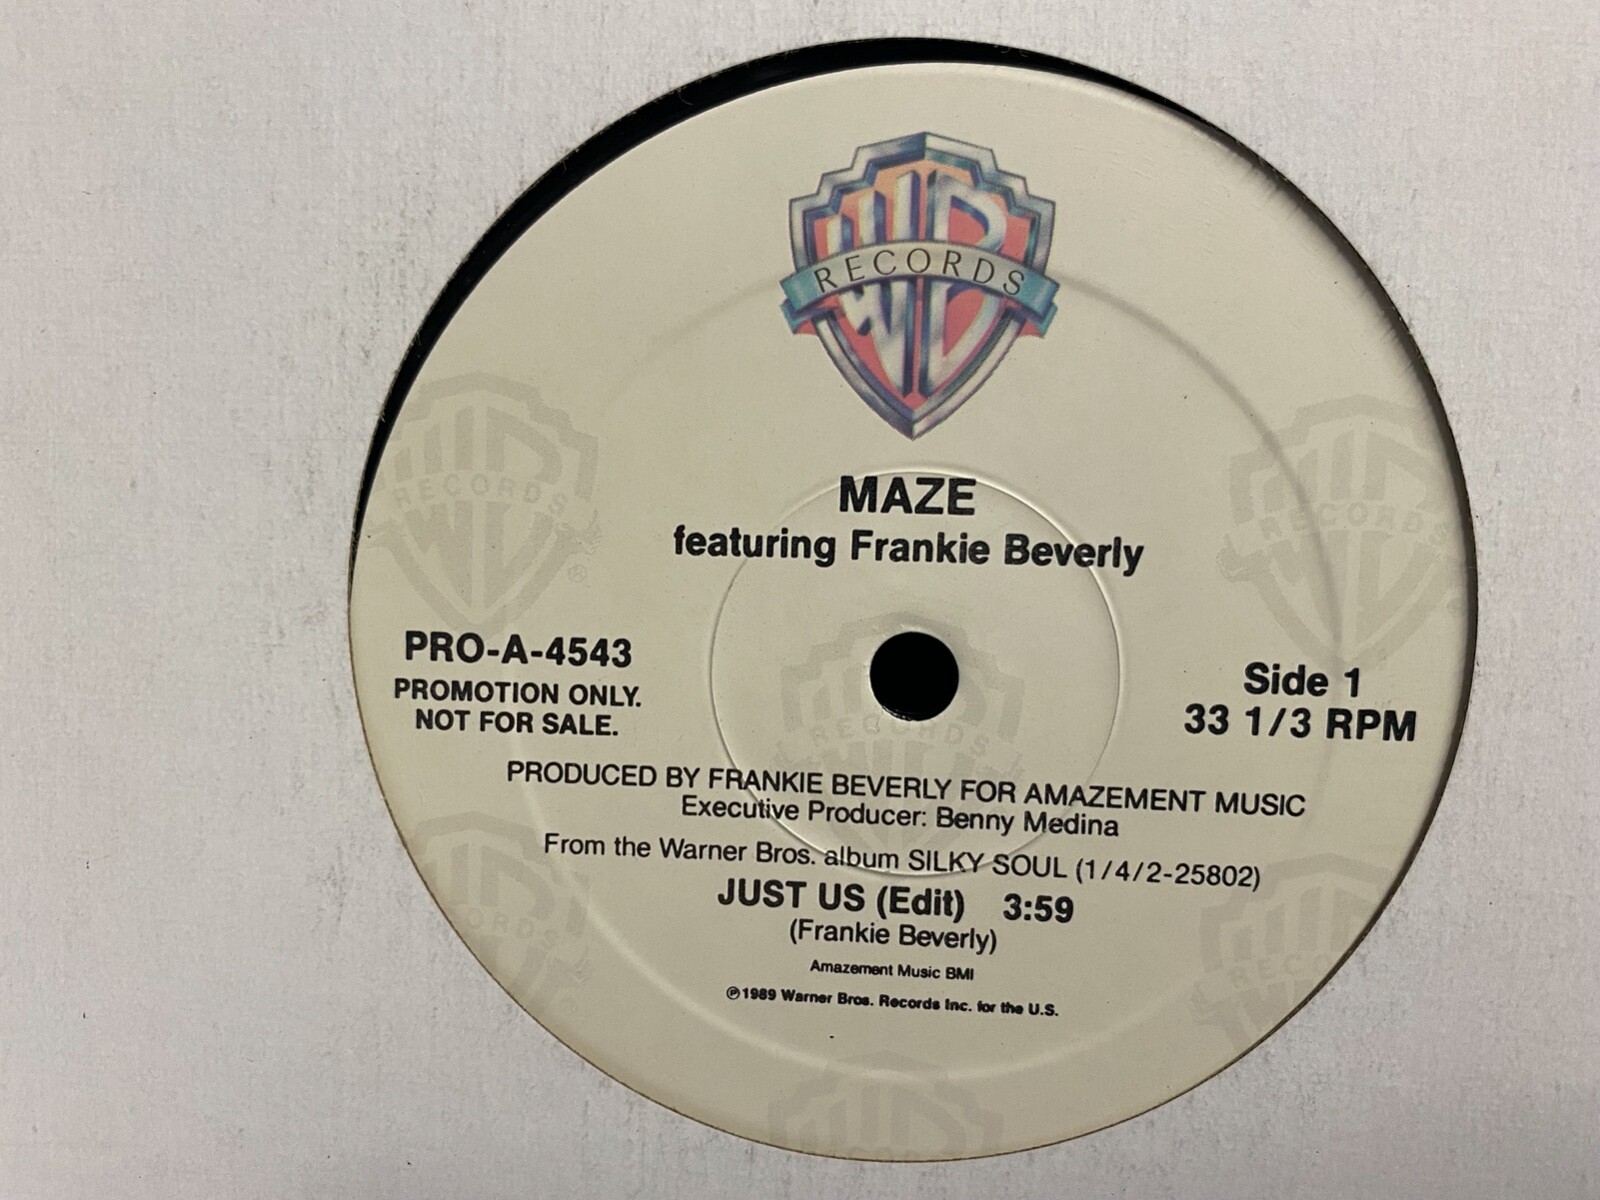 WB
RECORDS
MAZE
featuring Frankie Beverly
PRO-A-4543
PROMOTION ONLY.
NOT FOR SALE.
Side 1
33 1/3 RPM
PRODUCED BY FRANKIE BEVERLY FOR AMAZEMENT MUSIC
Executive Producer: Benny Medina
From the Warner Bros. album SILKY SOUL (1/4/2-25802)
JUST US (Edit) 3:59
(Frankie Beverly)
Amazement Music BMI
℗1989 Warner Bros. Records Inc. for the U.S.